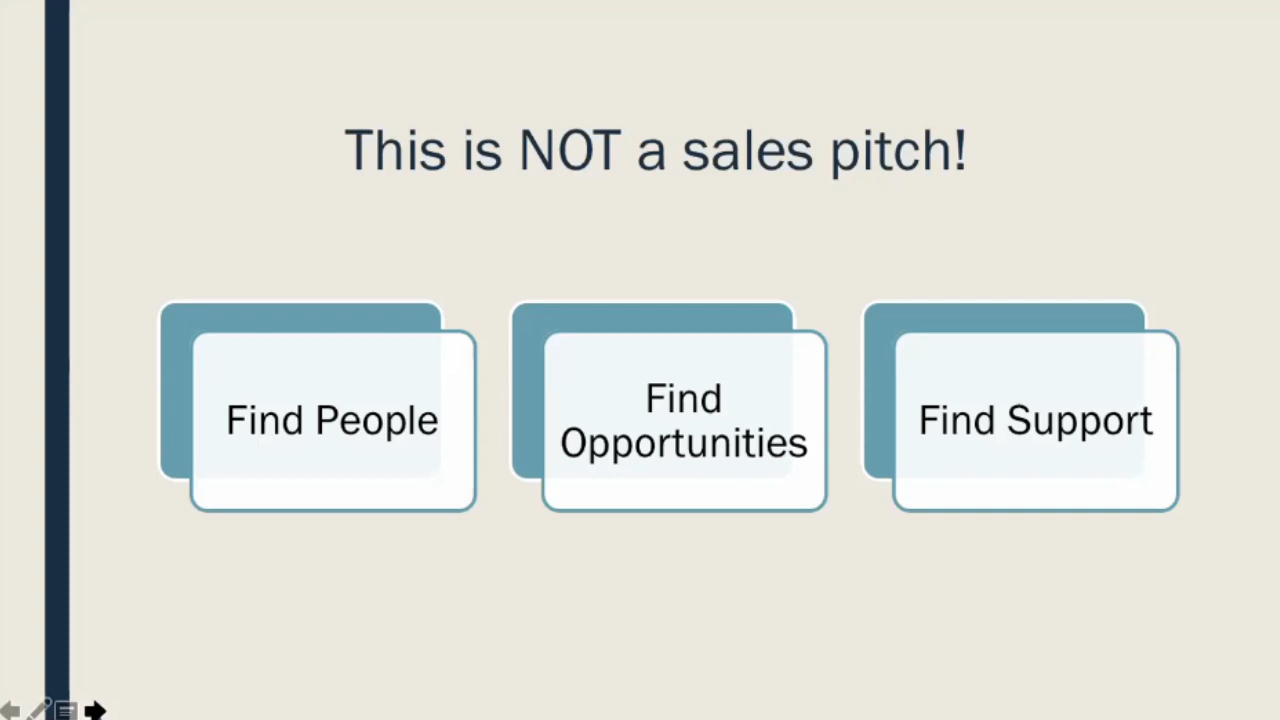 This is NOT a sales pitch!
Find People
Find
Opportunities
Find Support